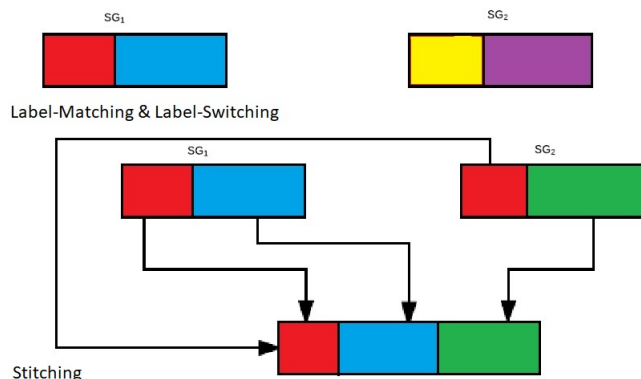 SG₁
SG₂
Label-Matching & Label-Switching
SG₁
SG₂
Stitching